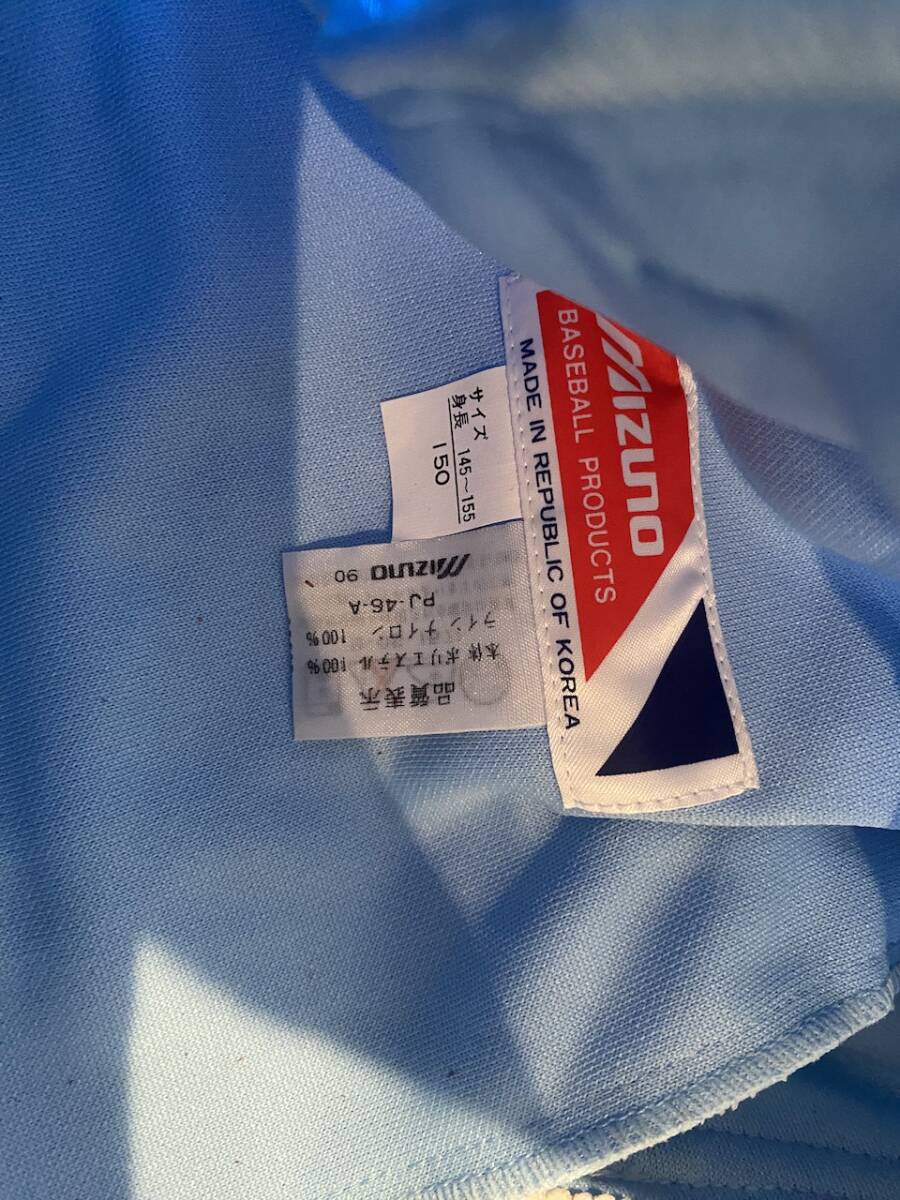 Mizuno
BASEBALL PRODUCTS
MADE IN REPUBLIC OF KOREA
サイズ
身長 145～155
150
品質表示
本体 ポリエステル 100%
ライン ナイロン 100%
PJ-46-A
Mizuno 90